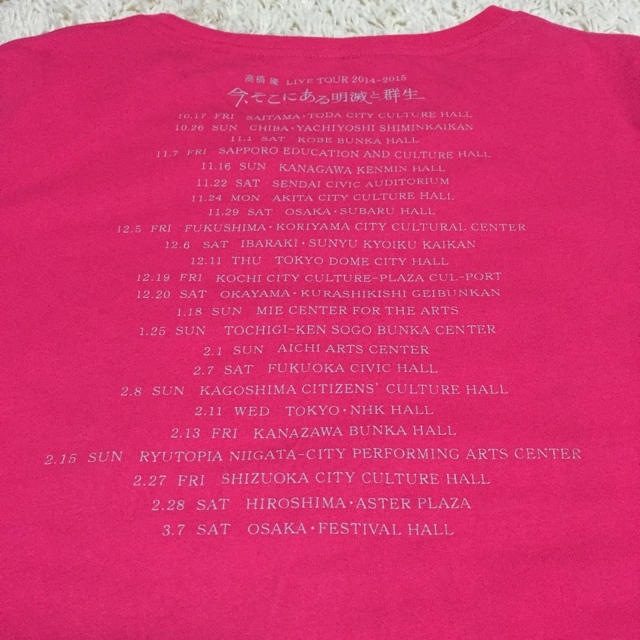 高橋 優 LIVE TOUR 2014-2015
今、そこにある明滅と群生
10.17 FRI SAITAMA・TODA CITY CULTURE HALL
10.26 SUN CHIBA・YACHIYOSHI SHIMINKAIKAN
11.1 SAT KOBE BUNKA HALL
11.7 FRI SAPPORO EDUCATION AND CULTURE HALL
11.16 SUN KANAGAWA KENMIN HALL
11.22 SAT SENDAI CIVIC AUDITORIUM
11.24 MON AKITA CITY CULTURE HALL
11.29 SAT OSAKA・SUBARU HALL
12.5 FRI FUKUSHIMA・KORIYAMA CITY CULTURAL CENTER
12.6 SAT IBARAKI・SUNYU KYOIKU KAIKAN
12.11 THU TOKYO DOME CITY HALL
12.19 FRI KOCHI CITY CULTURE-PLAZA CUL-PORT
12.20 SAT OKAYAMA・KURASHIKISHI GEIBUNKAN
1.18 SUN MIE CENTER FOR THE ARTS
1.25 SUN TOCHIGI-KEN SOGO BUNKA CENTER
2.1 SUN AICHI ARTS CENTER
2.7 SAT FUKUOKA CIVIC HALL
2.8 SUN KAGOSHIMA CITIZENS' CULTURE HALL
2.11 WED TOKYO・NHK HALL
2.13 FRI KANAZAWA BUNKA HALL
2.15 SUN RYUTOPIA NIIGATA-CITY PERFORMING ARTS CENTER
2.27 FRI SHIZUOKA CITY CULTURE HALL
2.28 SAT HIROSHIMA・ASTER PLAZA
3.7 SAT OSAKA・FESTIVAL HALL